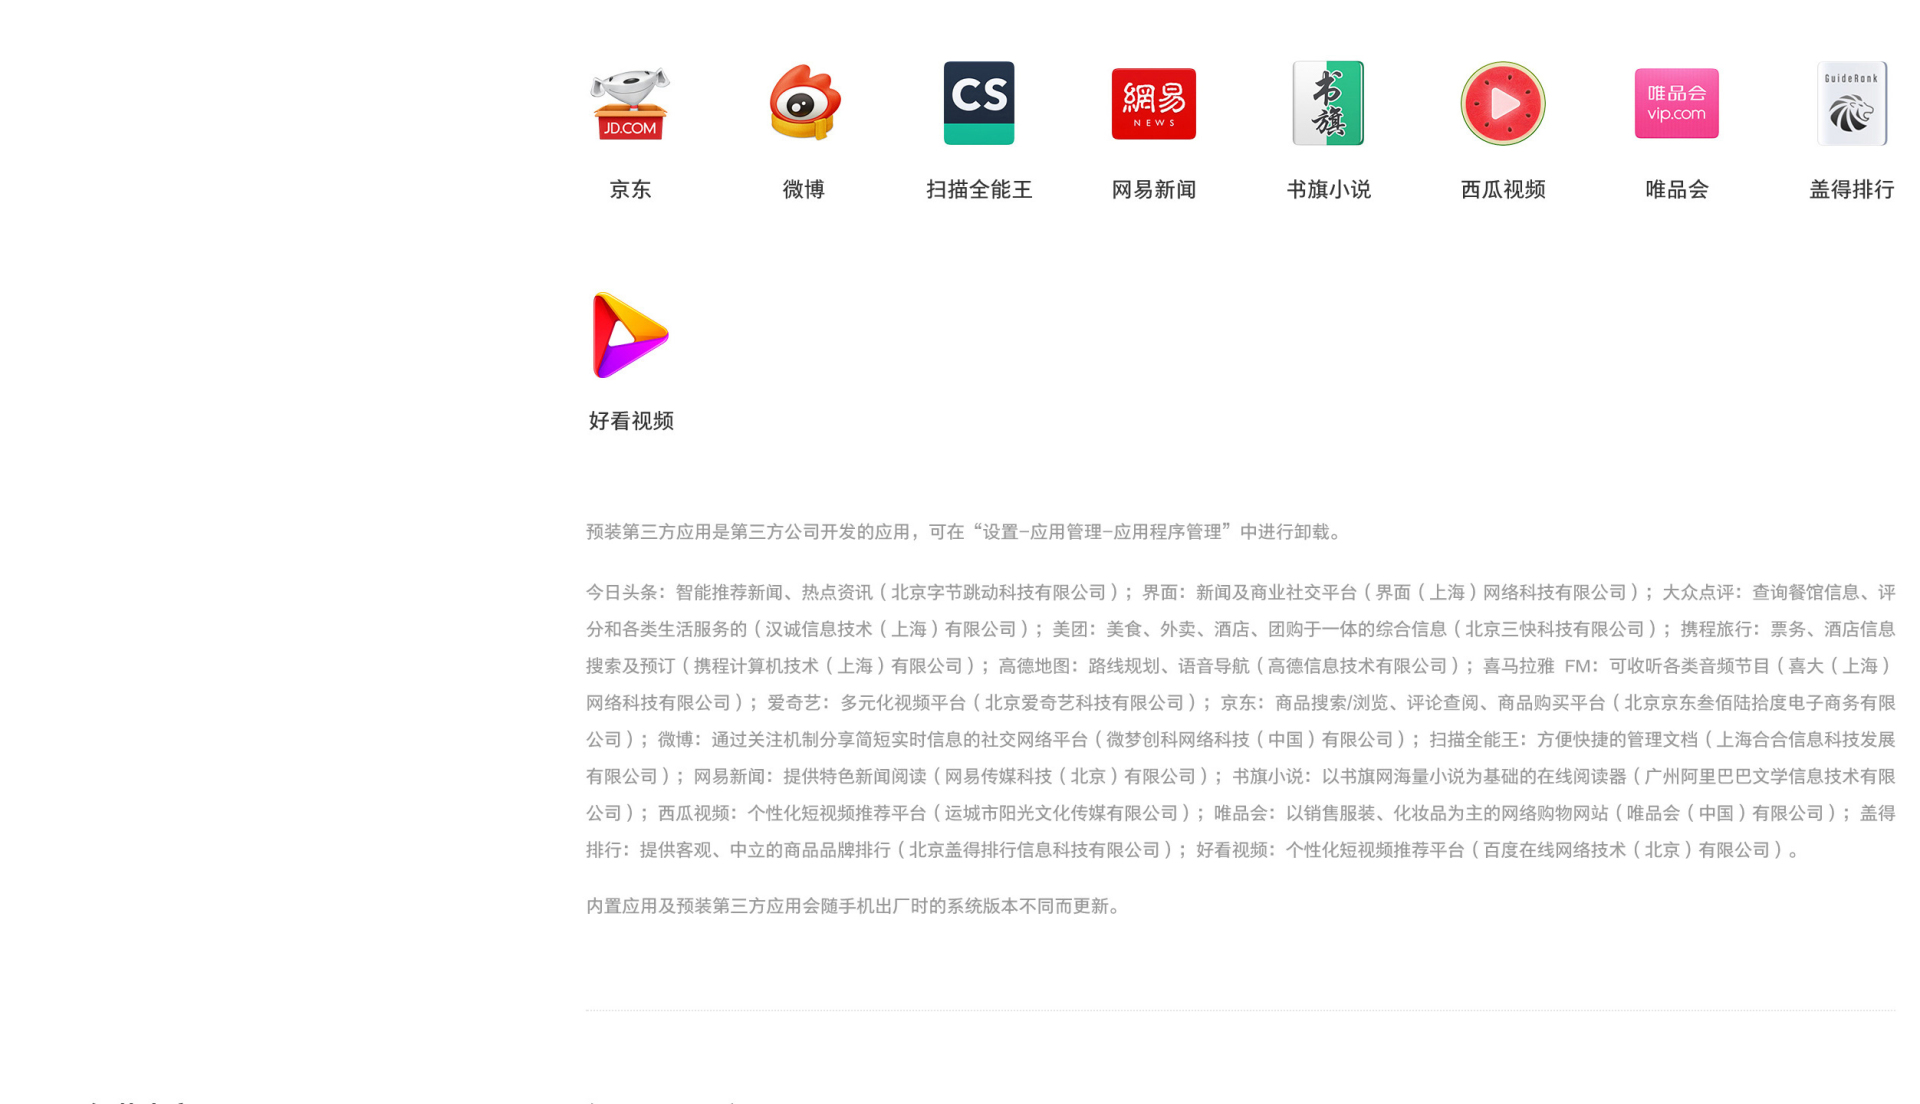 JD.COM
CS
網易
NEWS
书旗
唯品会
vip.com
GuideRank
京东
微博
扫描全能王
网易新闻
书旗小说
西瓜视频
唯品会
盖得排行
好看视频
预装第三方应用是第三方公司开发的应用，可在“设置-应用管理-应用程序管理”中进行卸载。
今日头条：智能推荐新闻、热点资讯（北京字节跳动科技有限公司）；界面：新闻及商业社交平台（界面（上海）网络科技有限公司）；大众点评：查询餐馆信息、评
分和各类生活服务的（汉诚信息技术（上海）有限公司）；美团：美食、外卖、酒店、团购于一体的综合信息（北京三快科技有限公司）；携程旅行：票务、酒店信息
搜索及预订（携程计算机技术（上海）有限公司）；高德地图：路线规划、语音导航（高德信息技术有限公司）；喜马拉雅 FM：可收听各类音频节目（喜大（上海）
网络科技有限公司）；爱奇艺：多元化视频平台（北京爱奇艺科技有限公司）；京东：商品搜索/浏览、评论查阅、商品购买平台（北京京东叁佰陆拾度电子商务有限
公司）；微博：通过关注机制分享简短实时信息的社交网络平台（微梦创科网络科技（中国）有限公司）；扫描全能王：方便快捷的管理文档（上海合合信息科技发展
有限公司）；网易新闻：提供特色新闻阅读（网易传媒科技（北京）有限公司）；书旗小说：以书旗网海量小说为基础的在线阅读器（广州阿里巴巴文学信息技术有限
公司）；西瓜视频：个性化短视频推荐平台（运城市阳光文化传媒有限公司）；唯品会：以销售服装、化妆品为主的网络购物网站（唯品会（中国）有限公司）；盖得
排行：提供客观、中立的商品品牌排行（北京盖得排行信息科技有限公司）；好看视频：个性化短视频推荐平台（百度在线网络技术（北京）有限公司）。
内置应用及预装第三方应用会随手机出厂时的系统版本不同而更新。